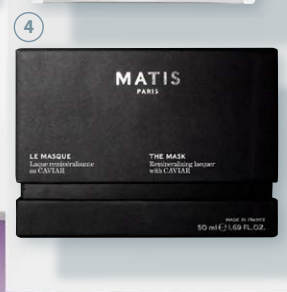 4
MATIS
PARIS
LE MASQUE
Laque reminéralisante
au CAVIAR
THE MASK
Remineralizing lacquer
with CAVIAR
MADE IN FRANCE
50 ml ℮ 1.69 FL.OZ.